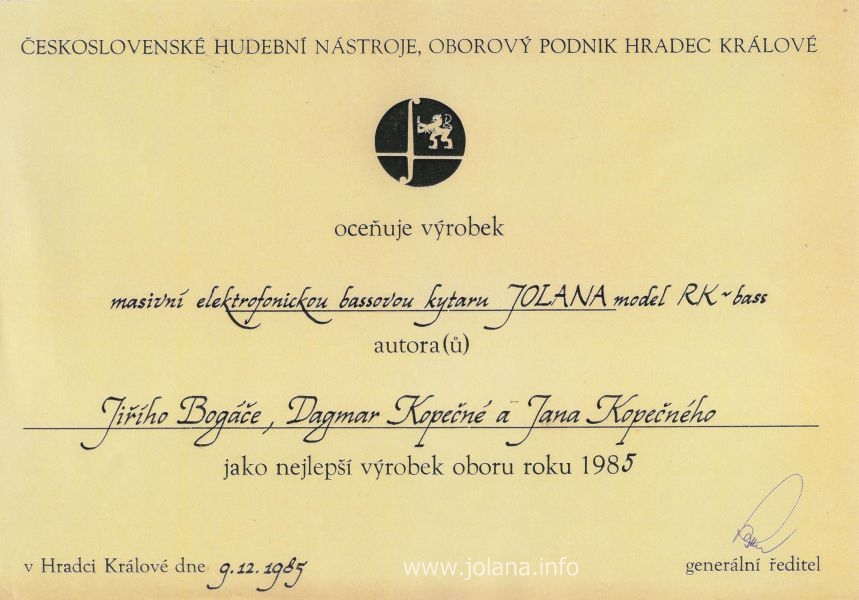 ČESKOSLOVENSKÉ HUDEBNÍ NÁSTROJE, OBOROVÝ PODNIK HRADEC KRÁLOVÉ
oceňuje výrobek
masivní elektrofonickou bassovou kytaru JOLANA model RK~bass
autora(ů)
Jiřího Bogáče, Dagmar Kopečné a Jana Kopečného
jako nejlepší výrobek oboru roku 1985
v Hradci Králové dne 9.12.1985
www.jolana.info
generální ředitel